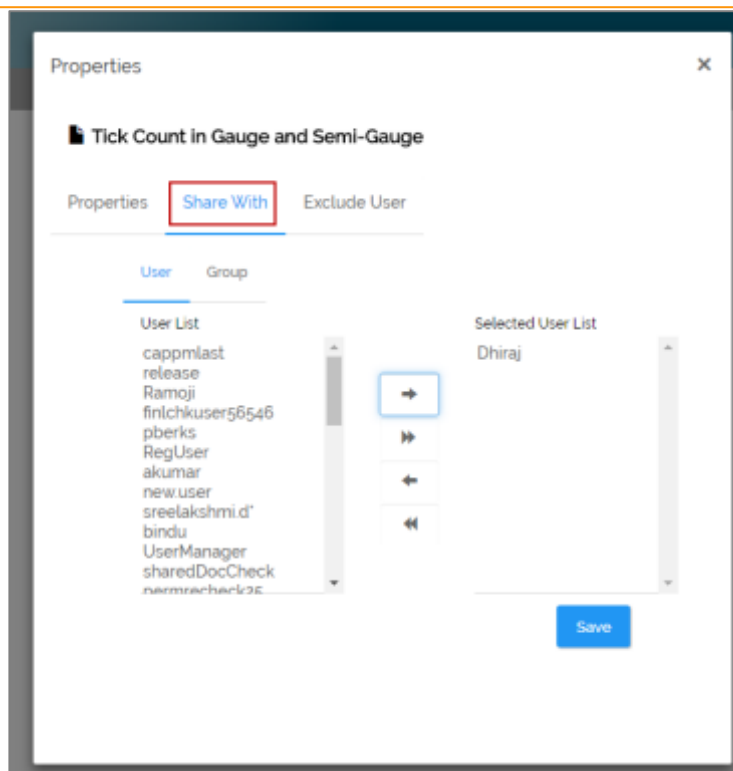 Properties
Tick Count in Gauge and Semi-Gauge
Properties Share With Exclude User
User Group
User List Selected User List
cappmlast Dhiraj
release
Ramoji
finlchkuser56546
pberks
RegUser
akumar
new.user
sreelakshmi.d*
bindu
UserManager
sharedDocCheck
permrecheck25
Save